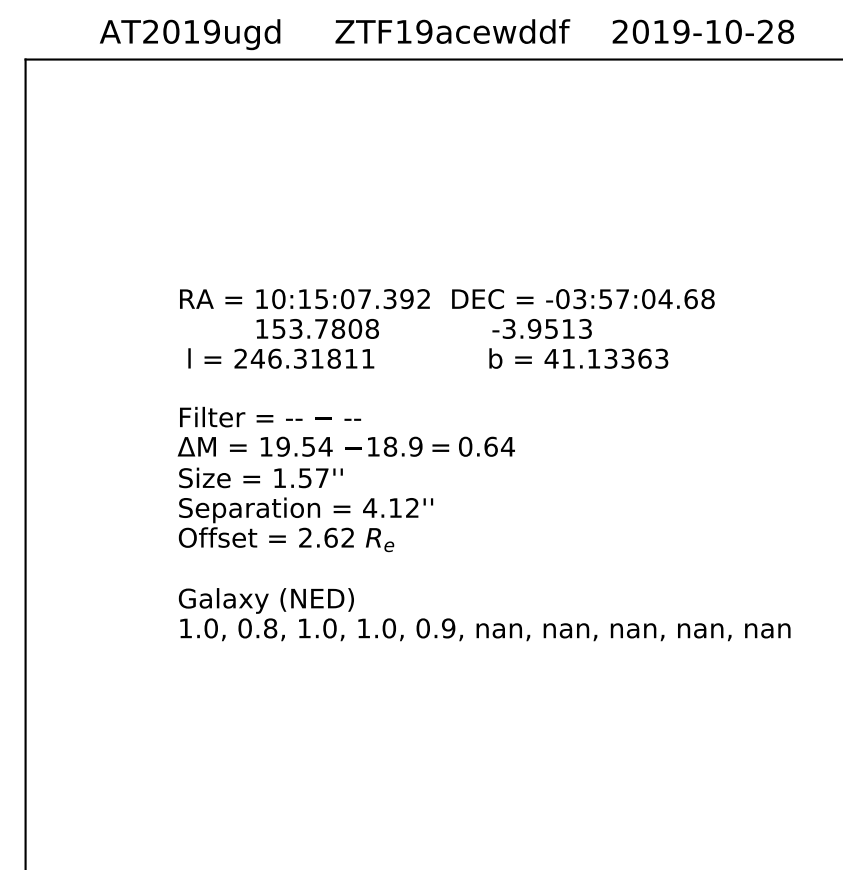 AT2019ugd ZTF19acewddf 2019-10-28
RA = 10:15:07.392 DEC = -03:57:04.68
153.7808 -3.9513
l = 246.31811 b = 41.13363
Filter = -- − --
ΔM = 19.54 −18.9 = 0.64
Size = 1.57''
Separation = 4.12''
Offset = 2.62 Rₑ
Galaxy (NED)
1.0, 0.8, 1.0, 1.0, 0.9, nan, nan, nan, nan, nan